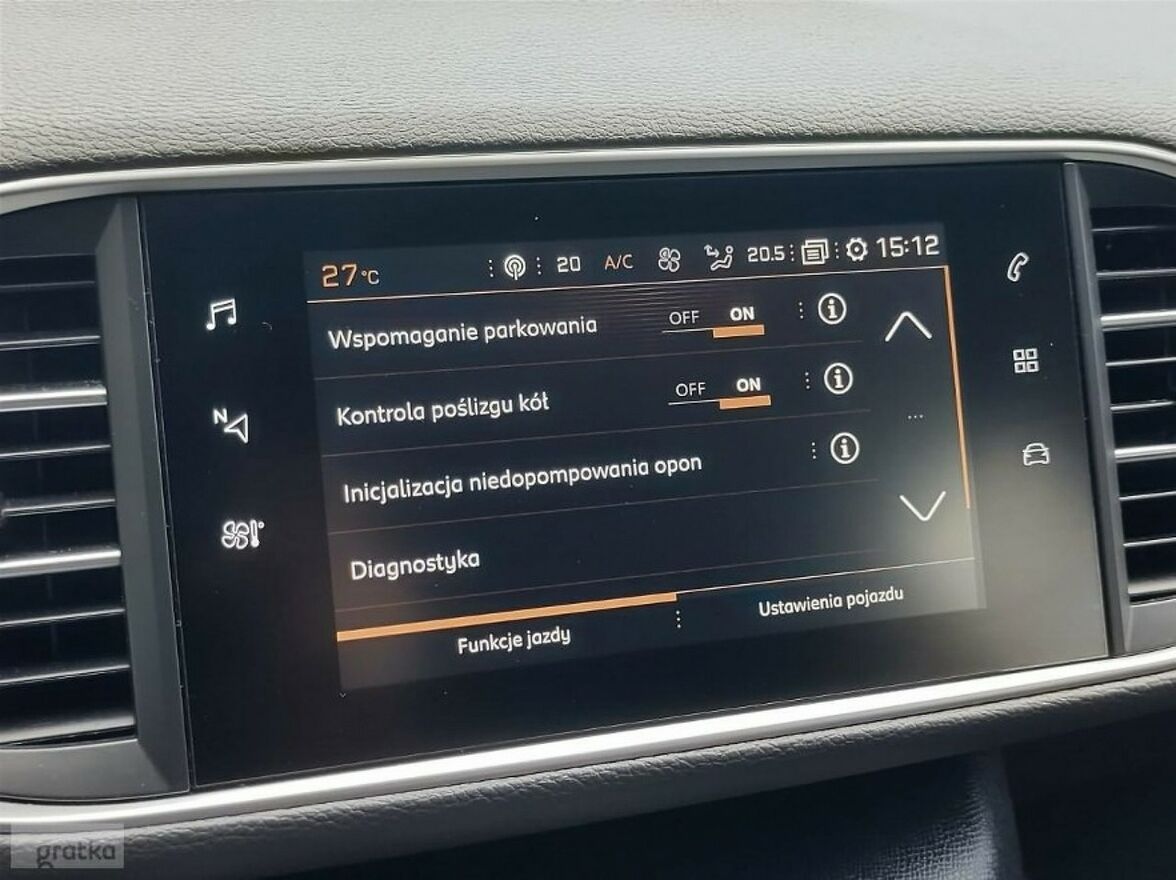 27°C 20 A/C 20.5 15:12
Wspomaganie parkowania OFF ON
Kontrola poślizgu kół OFF ON
Inicjalizacja niedopompowania opon
Diagnostyka
Funkcje jazdy Ustawienia pojazdu
N
gratka